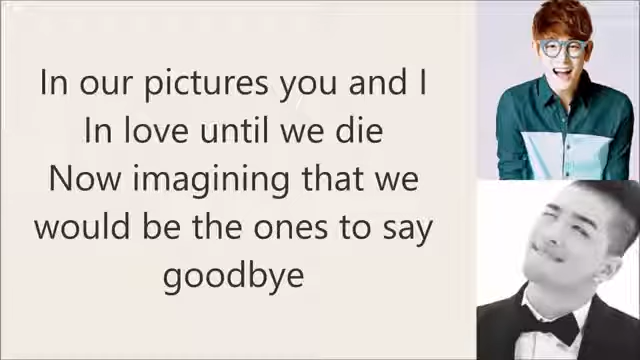 In our pictures you and I
In love until we die
Now imagining that we
would be the ones to say
goodbye